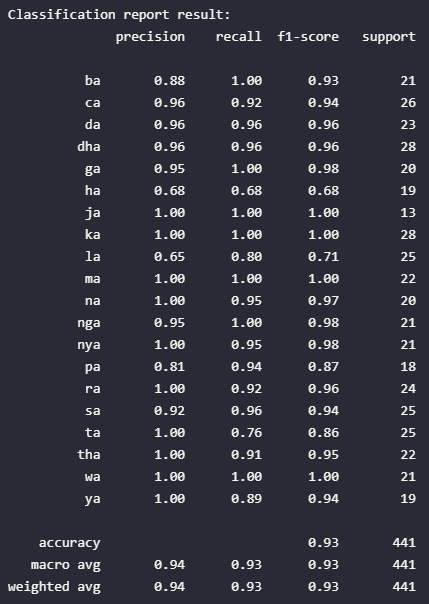 Classification report result:
precision recall f1-score support
ba 0.88 1.00 0.93 21
ca 0.96 0.92 0.94 26
da 0.96 0.96 0.96 23
dha 0.96 0.96 0.96 28
ga 0.95 1.00 0.98 20
ha 0.68 0.68 0.68 19
ja 1.00 1.00 1.00 13
ka 1.00 1.00 1.00 28
la 0.65 0.80 0.71 25
ma 1.00 1.00 1.00 22
na 1.00 0.95 0.97 20
nga 0.95 1.00 0.98 21
nya 1.00 0.95 0.98 21
pa 0.81 0.94 0.87 18
ra 1.00 0.92 0.96 24
sa 0.92 0.96 0.94 25
ta 1.00 0.76 0.86 25
tha 1.00 0.91 0.95 22
wa 1.00 1.00 1.00 21
ya 1.00 0.89 0.94 19
accuracy 0.93 441
macro avg 0.94 0.93 0.93 441
weighted avg 0.94 0.93 0.93 441